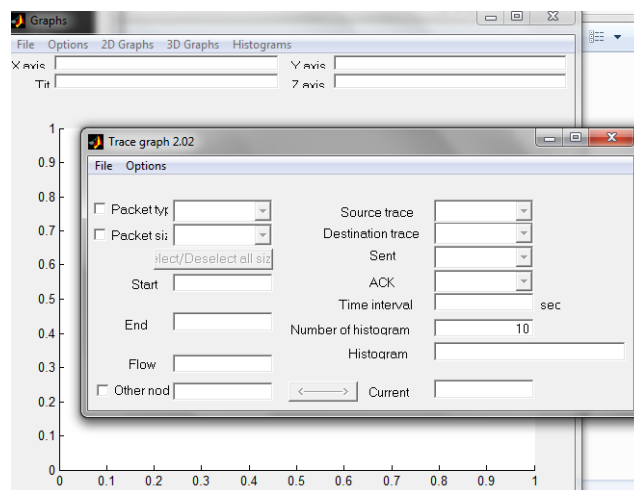 Graphs
File Options 2D Graphs 3D Graphs Histograms
X axis Y axis
Tit Z axis
Trace graph 2.02
File Options
Packet typ Source trace
Packet siz Destination trace
elect/Deselect all siz Sent
Start ACK
Time interval sec
End Number of histogram 10
Histogram
Flow
Other nod <-----> Current
1
0.9
0.8
0.7
0.6
0.5
0.4
0.3
0.2
0.1
0
0 0.1 0.2 0.3 0.4 0.5 0.6 0.7 0.8 0.9 1